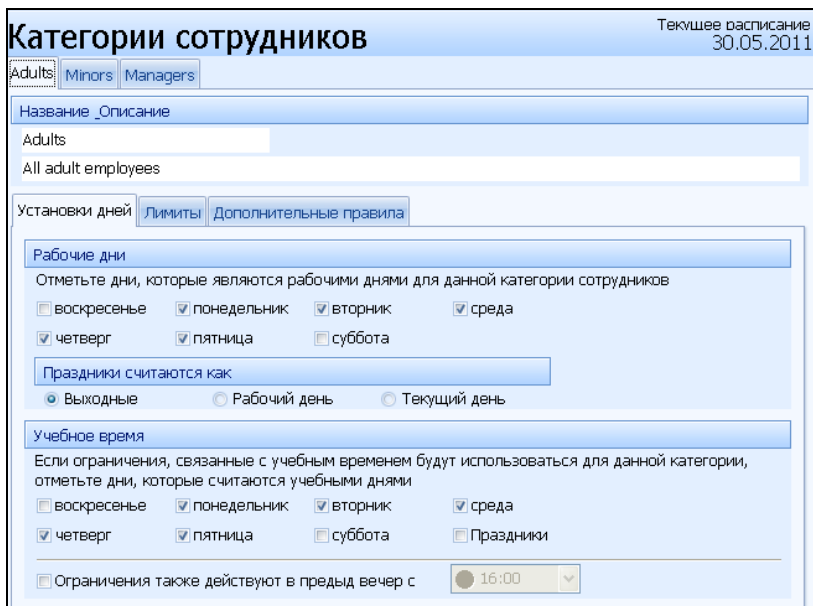 Категории сотрудников
Текущее расписание
30.05.2011
Adults Minors Managers
Название _Описание
Adults
All adult employees
Установки дней Лимиты Дополнительные правила
Рабочие дни
Отметьте дни, которые являются рабочими днями для данной категории сотрудников
воскресенье понедельник вторник среда
четверг пятница суббота
Праздники считаются как
Выходные Рабочий день Текущий день
Учебное время
Если ограничения, связанные с учебным временем будут использоваться для данной категории,
отметьте дни, которые считаются учебными днями
воскресенье понедельник вторник среда
четверг пятница суббота Праздники
Ограничения также действуют в предыд вечер с 16:00